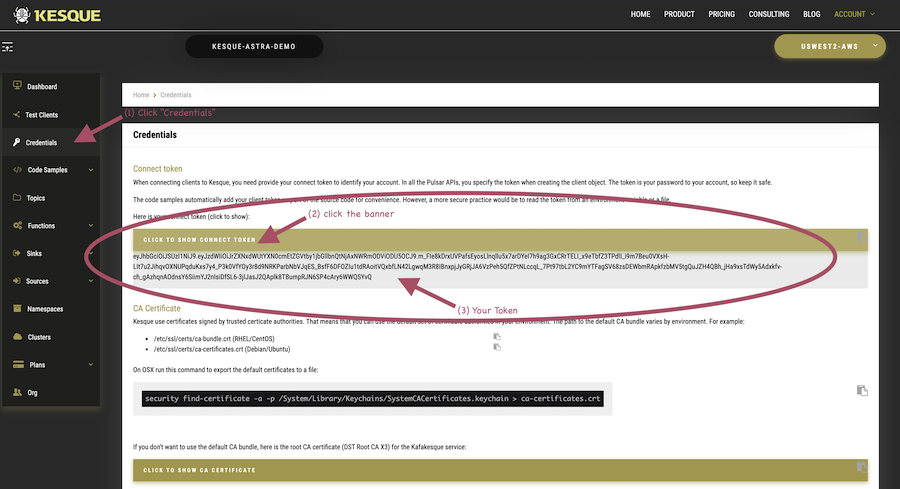 KESQUE
HOME PRODUCT PRICING CONSULTING BLOG ACCOUNT
KESQUE-ASTRA-DEMO
USWEST2-AWS
Dashboard
Test Clients
Credentials
Code Samples
Topics
Functions
Sinks
Sources
Namespaces
Clusters
Plans
Org
Home > Credentials
(1) Click "Credentials"
Credentials
Connect token
When connecting clients to Kesque, you need provide your connect token to identify your account. In all the Pulsar APIs, you specify the token when creating the client object. The token is your password to your account, so keep it safe.
The code samples automatically add your client token as part of the source code for convenience. However, a more secure practice would be to read the token from an environment variable or a file.
Here is your connect token (click to show):
(2) click the banner
CLICK TO SHOW CONNECT TOKEN
(3) Your Token
CA Certificate
Kesque use certificates signed by trusted certicate authorities. That means that you can use the default set of certificate authorities in your environment. The path to the default CA bundle varies by environment. For example:
/etc/ssl/certs/ca-bundle.crt (RHEL/CentOS)
/etc/ssl/certs/ca-certificates.crt (Debian/Ubuntu)
On OSX run this command to export the default certificates to a file:
security find-certificate -a -p /System/Library/Keychains/SystemCACertificates.keychain > ca-certificates.crt
If you don't want to use the default CA bundle, here is the root CA certificate (DST Root CA X3) for the Kafakesque service:
CLICK TO SHOW CA CERTIFICATE